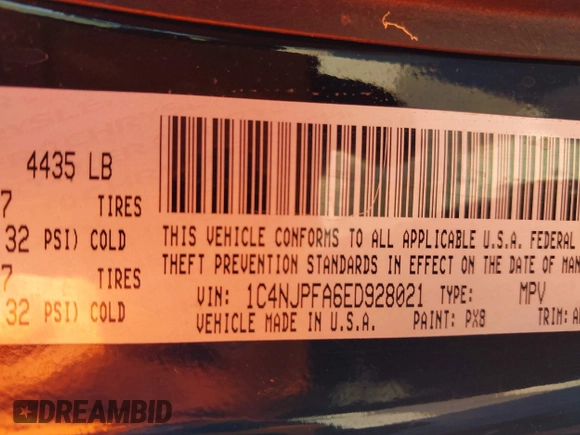 4435 LB
7 TIRES
32 PSI) COLD
7 TIRES
32 PSI) COLD
THIS VEHICLE CONFORMS TO ALL APPLICABLE U.S.A. FEDERAL
THEFT PREVENTION STANDARDS IN EFFECT ON THE DATE OF MAN
VIN: 1C4NJPFA6ED928021 TYPE: MPV
VEHICLE MADE IN U.S.A. PAINT: PX8 TRIM:
DREAMBID